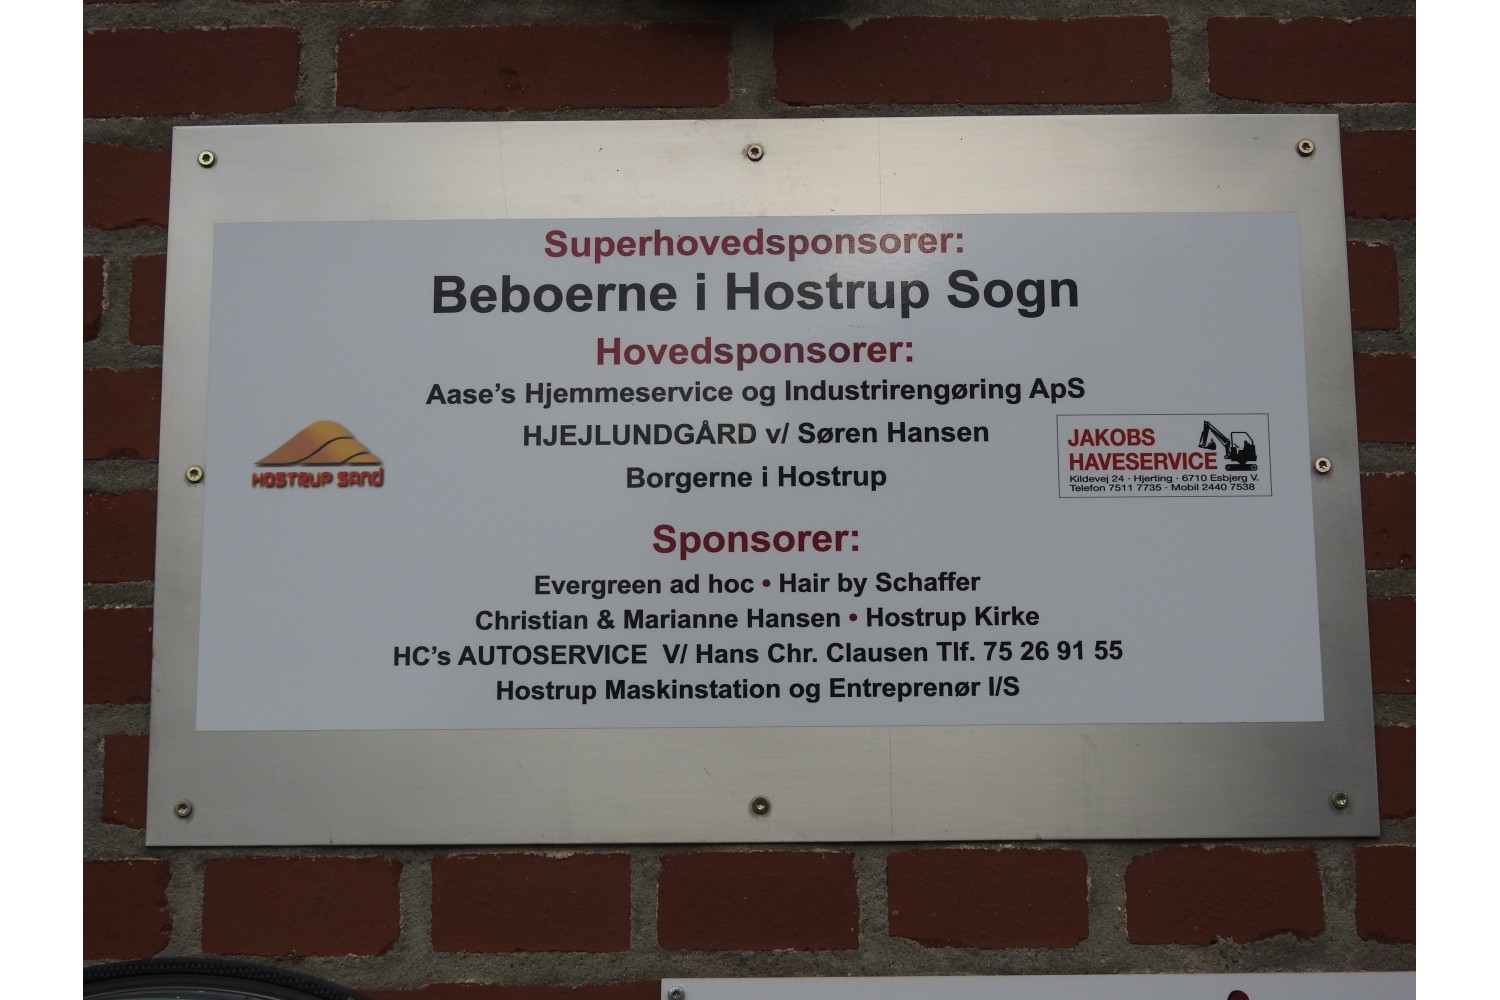 Superhovedsponsorer:
Beboerne i Hostrup Sogn
Hovedsponsorer:
Aase's Hjemmeservice og Industrirengøring ApS
HJEJLUNDGÅRD v/ Søren Hansen
Borgerne i Hostrup
HOSTRUP SAND
JAKOBS
HAVESERVICE
Kildevej 24 · Hjerting · 6710 Esbjerg V.
Telefon 7511 7735 · Mobil 2440 7538
Sponsorer:
Evergreen ad hoc • Hair by Schaffer
Christian & Marianne Hansen • Hostrup Kirke
HC's AUTOSERVICE V/ Hans Chr. Clausen Tlf. 75 26 91 55
Hostrup Maskinstation og Entreprenør I/S